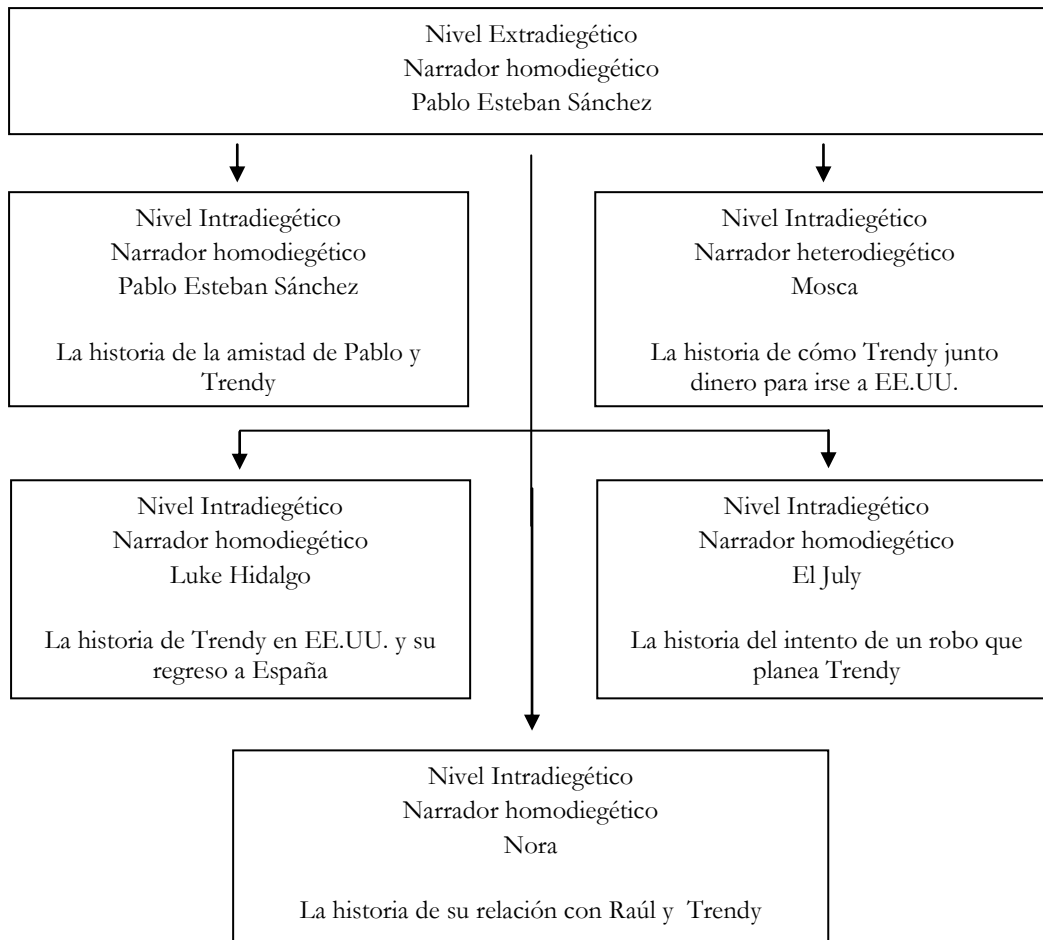 Nivel Extradiegético
Narrador homodiegético
Pablo Esteban Sánchez
Nivel Intradiegético
Narrador homodiegético
Pablo Esteban Sánchez
La historia de la amistad de Pablo y
Trendy
Nivel Intradiegético
Narrador heterodiegético
Mosca
La historia de cómo Trendy junto
dinero para irse a EE.UU.
Nivel Intradiegético
Narrador homodiegético
Luke Hidalgo
La historia de Trendy en EE.UU. y su
regreso a España
Nivel Intradiegético
Narrador homodiegético
El July
La historia del intento de un robo que
planea Trendy
Nivel Intradiegético
Narrador homodiegético
Nora
La historia de su relación con Raúl y Trendy